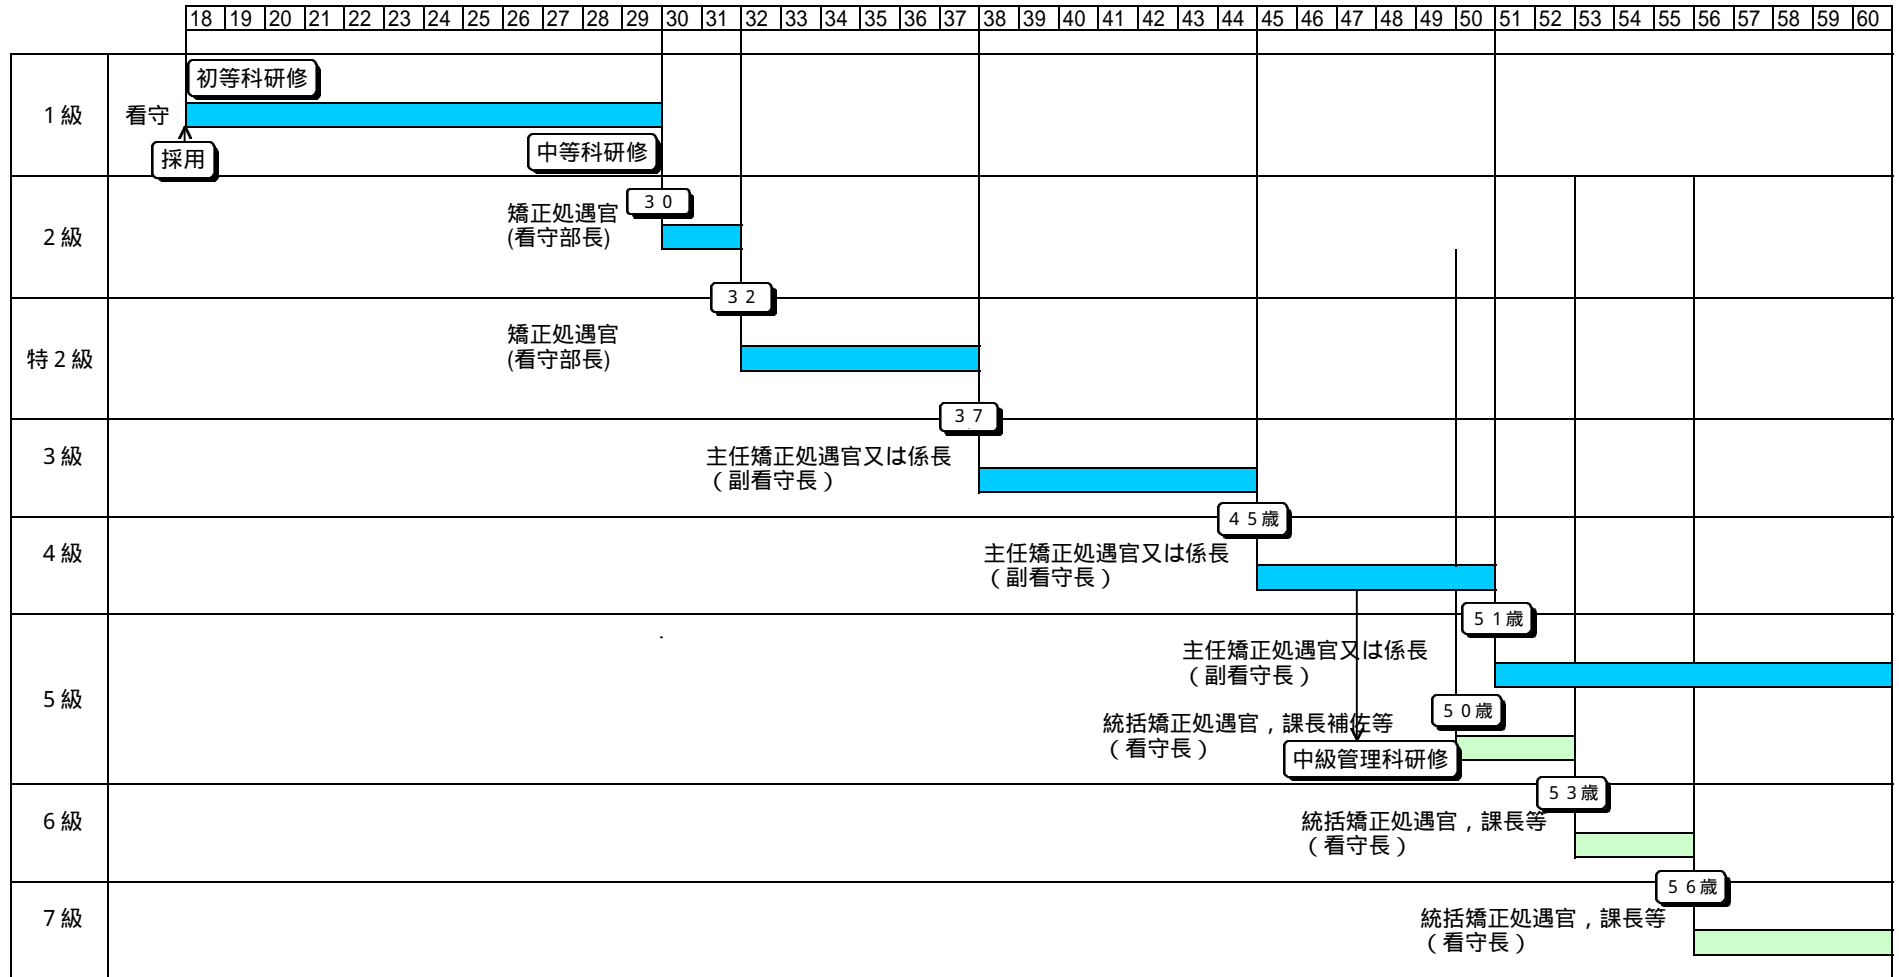 18 19 20 21 22 23 24 25 26 27 28 29 30 31 32 33 34 35 36 37 38 39 40 41 42 43 44 45 46 47 48 49 50 51 52 53 54 55 56 57 58 59 60
初等科研修
1級
看守
採用
中等科研修
30
2級
矯正処遇官
(看守部長)
32
特2級
矯正処遇官
(看守部長)
37
3級
主任矯正処遇官又は係長
(副看守長)
45歳
4級
主任矯正処遇官又は係長
(副看守長)
51歳
5級
主任矯正処遇官又は係長
(副看守長)
50歳
統括矯正処遇官,課長補佐等
(看守長)
中級管理科研修
53歳
6級
統括矯正処遇官,課長等
(看守長)
56歳
7級
統括矯正処遇官,課長等
(看守長)